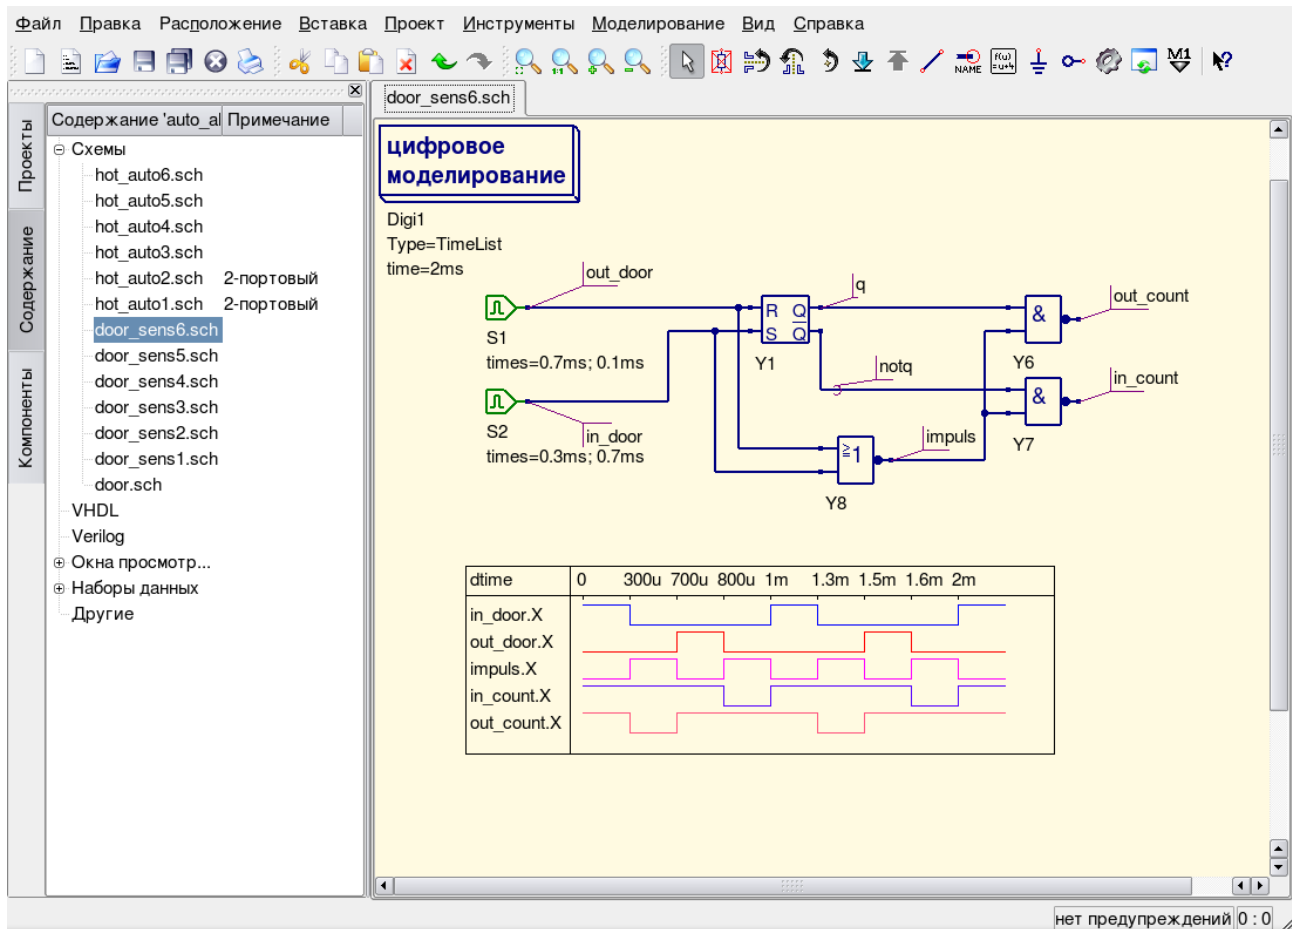 Файл Правка Расположение Вставка Проект Инструменты Моделирование Вид Справка
1:1 NAME f(u) =u+4 M1
door_sens6.sch
Проекты
Содержание
Компоненты
Содержание 'auto_al Примечание
Схемы
hot_auto6.sch
hot_auto5.sch
hot_auto4.sch
hot_auto3.sch
hot_auto2.sch 2-портовый
hot_auto1.sch 2-портовый
door_sens6.sch
door_sens5.sch
door_sens4.sch
door_sens3.sch
door_sens2.sch
door_sens1.sch
door.sch
VHDL
Verilog
Окна просмотр...
Наборы данных
Другие
цифровое
моделирование
Digi1
Type=TimeList
time=2ms
out_door
q
out_count
R Q
S Q
&
S1
times=0.7ms; 0.1ms
Y1
notq
Y6
in_count
&
S2
times=0.3ms; 0.7ms
in_door
impuls
Y7
≧1
Y8
dtime 0 300u 700u 800u 1m 1.3m 1.5m 1.6m 2m
in_door.X
out_door.X
impuls.X
in_count.X
out_count.X
нет предупреждений 0 : 0